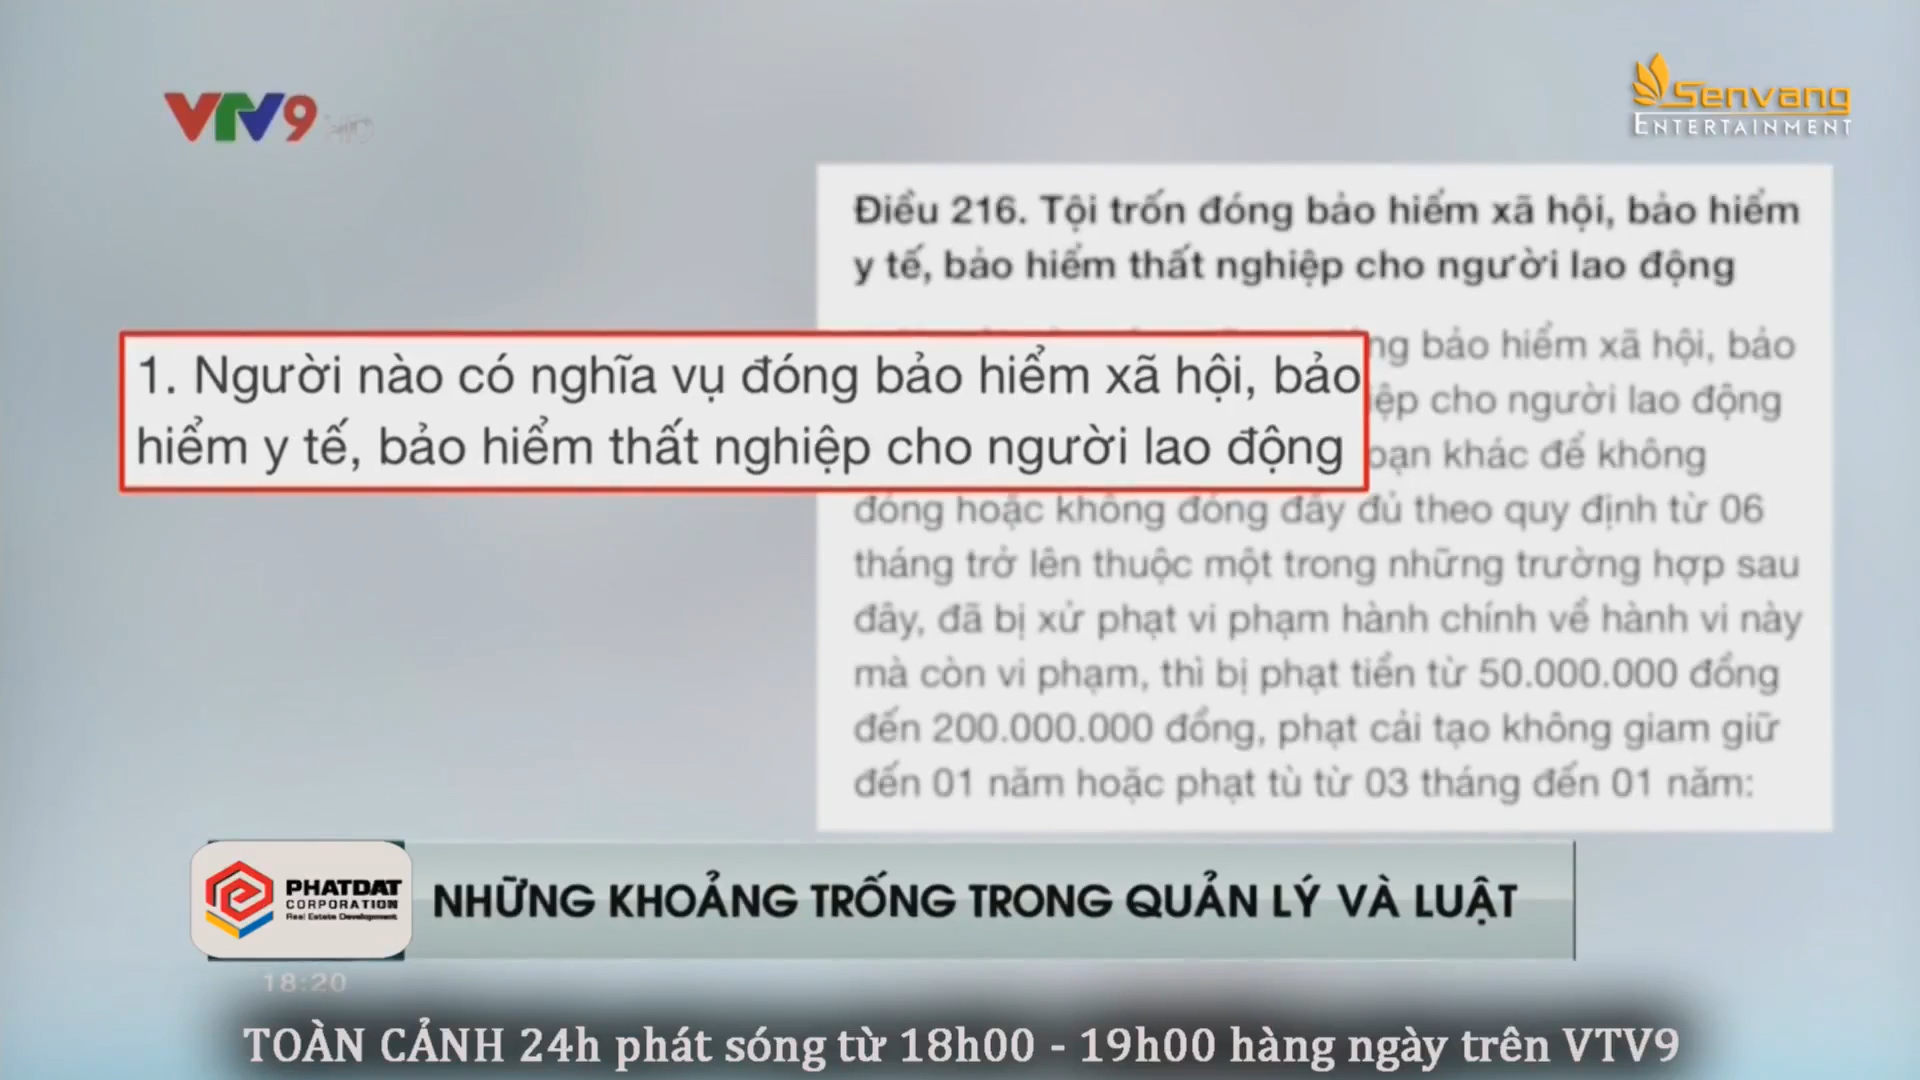 VTV9
Senvang
ENTERTAINMENT
Điều 216. Tội trốn đóng bảo hiểm xã hội, bảo hiểm
y tế, bảo hiểm thất nghiệp cho người lao động
1. Người nào có nghĩa vụ đóng bảo hiểm xã hội, bảo
hiểm y tế, bảo hiểm thất nghiệp cho người lao động
bảo hiểm xã hội, bảo
cho người lao động
khác để không
đóng hoặc không đóng đầy đủ theo quy định từ 06
tháng trở lên thuộc một trong những trường hợp sau
đây, đã bị xử phạt vi phạm hành chính về hành vi này
mà còn vi phạm, thì bị phạt tiền từ 50.000.000 đồng
đến 200.000.000 đồng, phạt cải tạo không giam giữ
đến 01 năm hoặc phạt tù từ 03 tháng đến 01 năm:
PHATDAT
CORPORATION
Real Estate Development
NHỮNG KHOẢNG TRỐNG TRONG QUẢN LÝ VÀ LUẬT
18:20
TOÀN CẢNH 24h phát sóng từ 18h00 - 19h00 hàng ngày trên VTV9